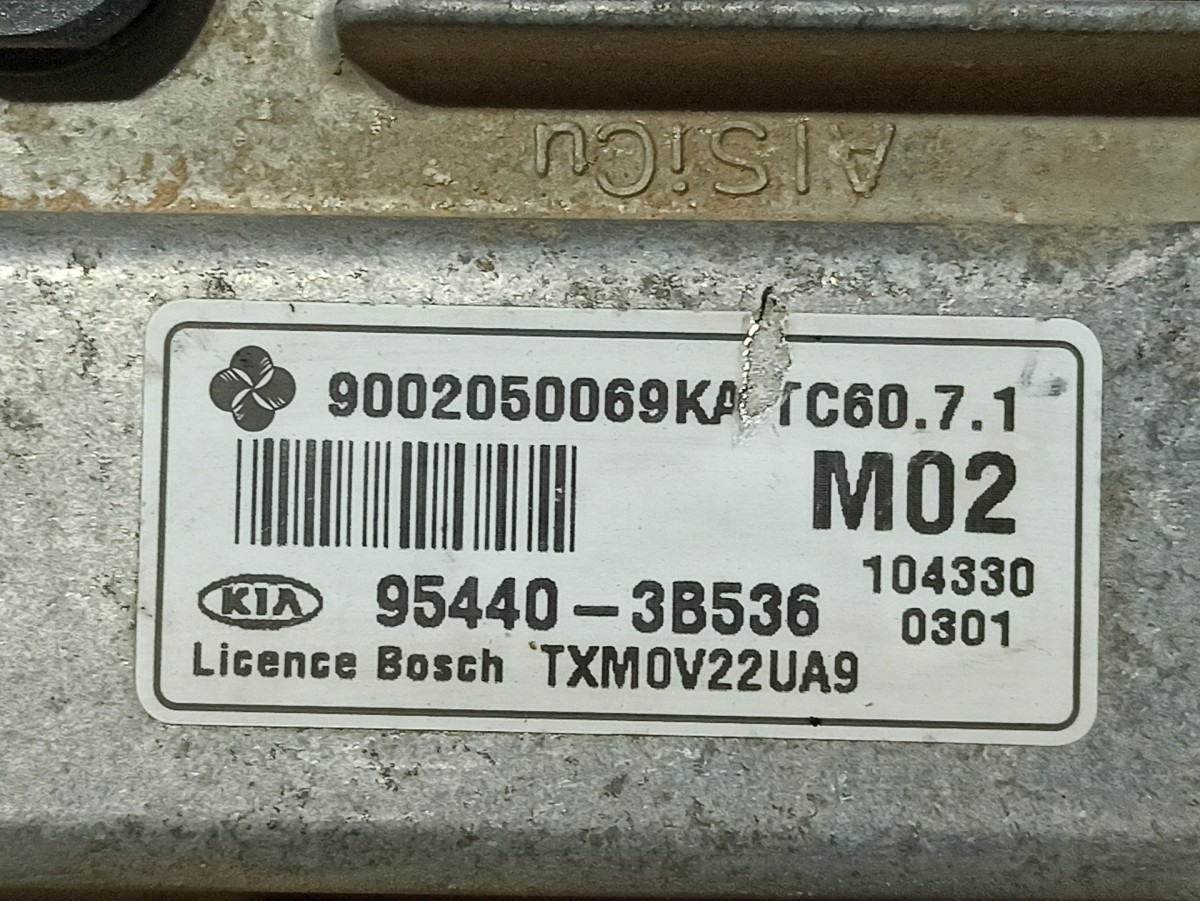 AlSiCu
9002050069KA TC60.7.1
M02
104330
0301
KIA 95440-3B536
Licence Bosch TXM0V22UA9